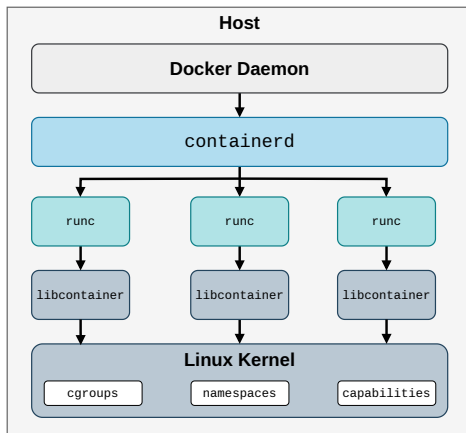 Host
Docker Daemon
containerd
runc runc runc
libcontainer libcontainer libcontainer
Linux Kernel
cgroups namespaces capabilities